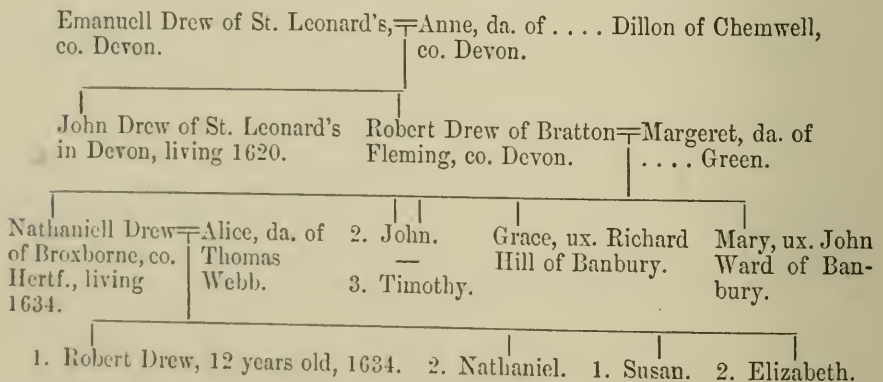 Emanuell Drew of St. Leonard's, Anne, da. of .... Dillon of Chemwell,
co. Devon. co. Devon.
John Drew of St. Leonard's Robert Drew of Bratton Margeret, da. of
in Devon, living 1620. Fleming, co. Devon. .... Green.
Nathaniell Drew Alice, da. of 2. John. Grace, ux. Richard Mary, ux. John
of Broxborne, co. Thomas — Hill of Banbury. Ward of Ban-
Hertf., living Webb. 3. Timothy. bury.
1634.
1. Robert Drew, 12 years old, 1634. 2. Nathaniel. 1. Susan. 2. Elizabeth.